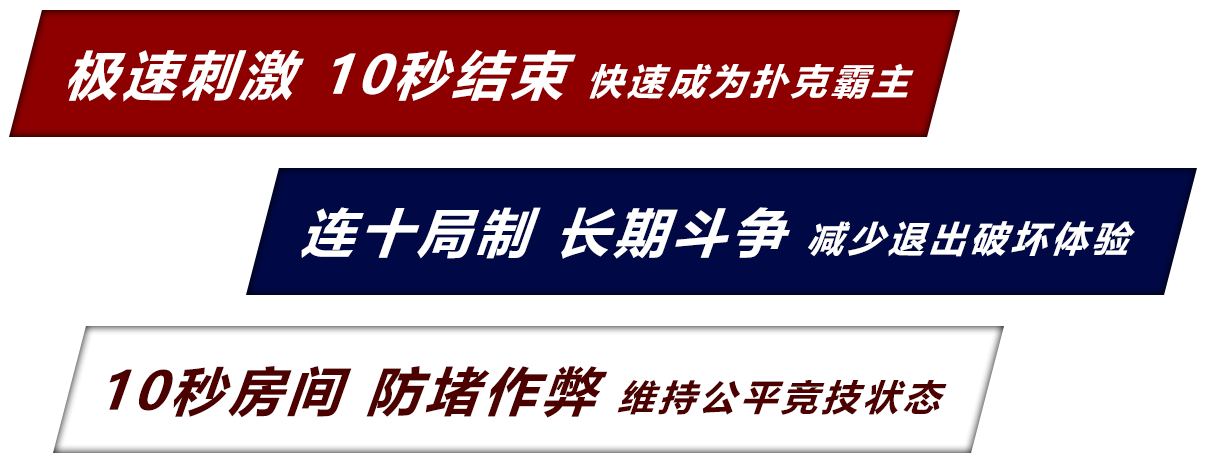 极速刺激 10秒结束 快速成为扑克霸主
连十局制 长期斗争 减少退出破坏体验
10秒房间 防堵作弊 维持公平竞技状态